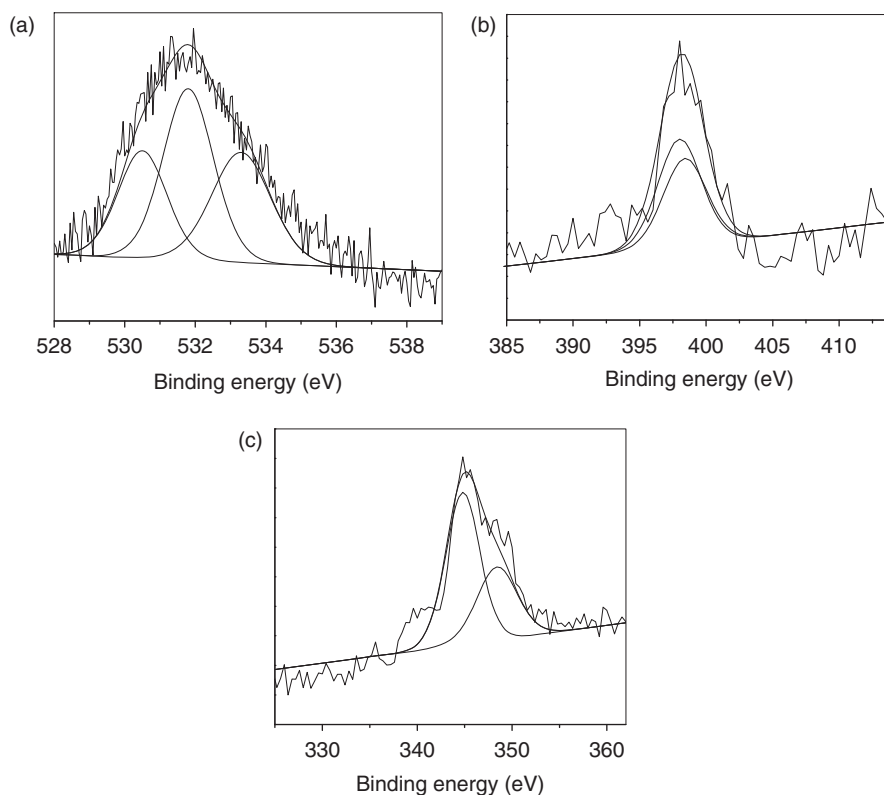 (a)
528 530 532 534 536 538
Binding energy (eV)
(b)
385 390 395 400 405 410
Binding energy (eV)
(c)
330 340 350 360
Binding energy (eV)